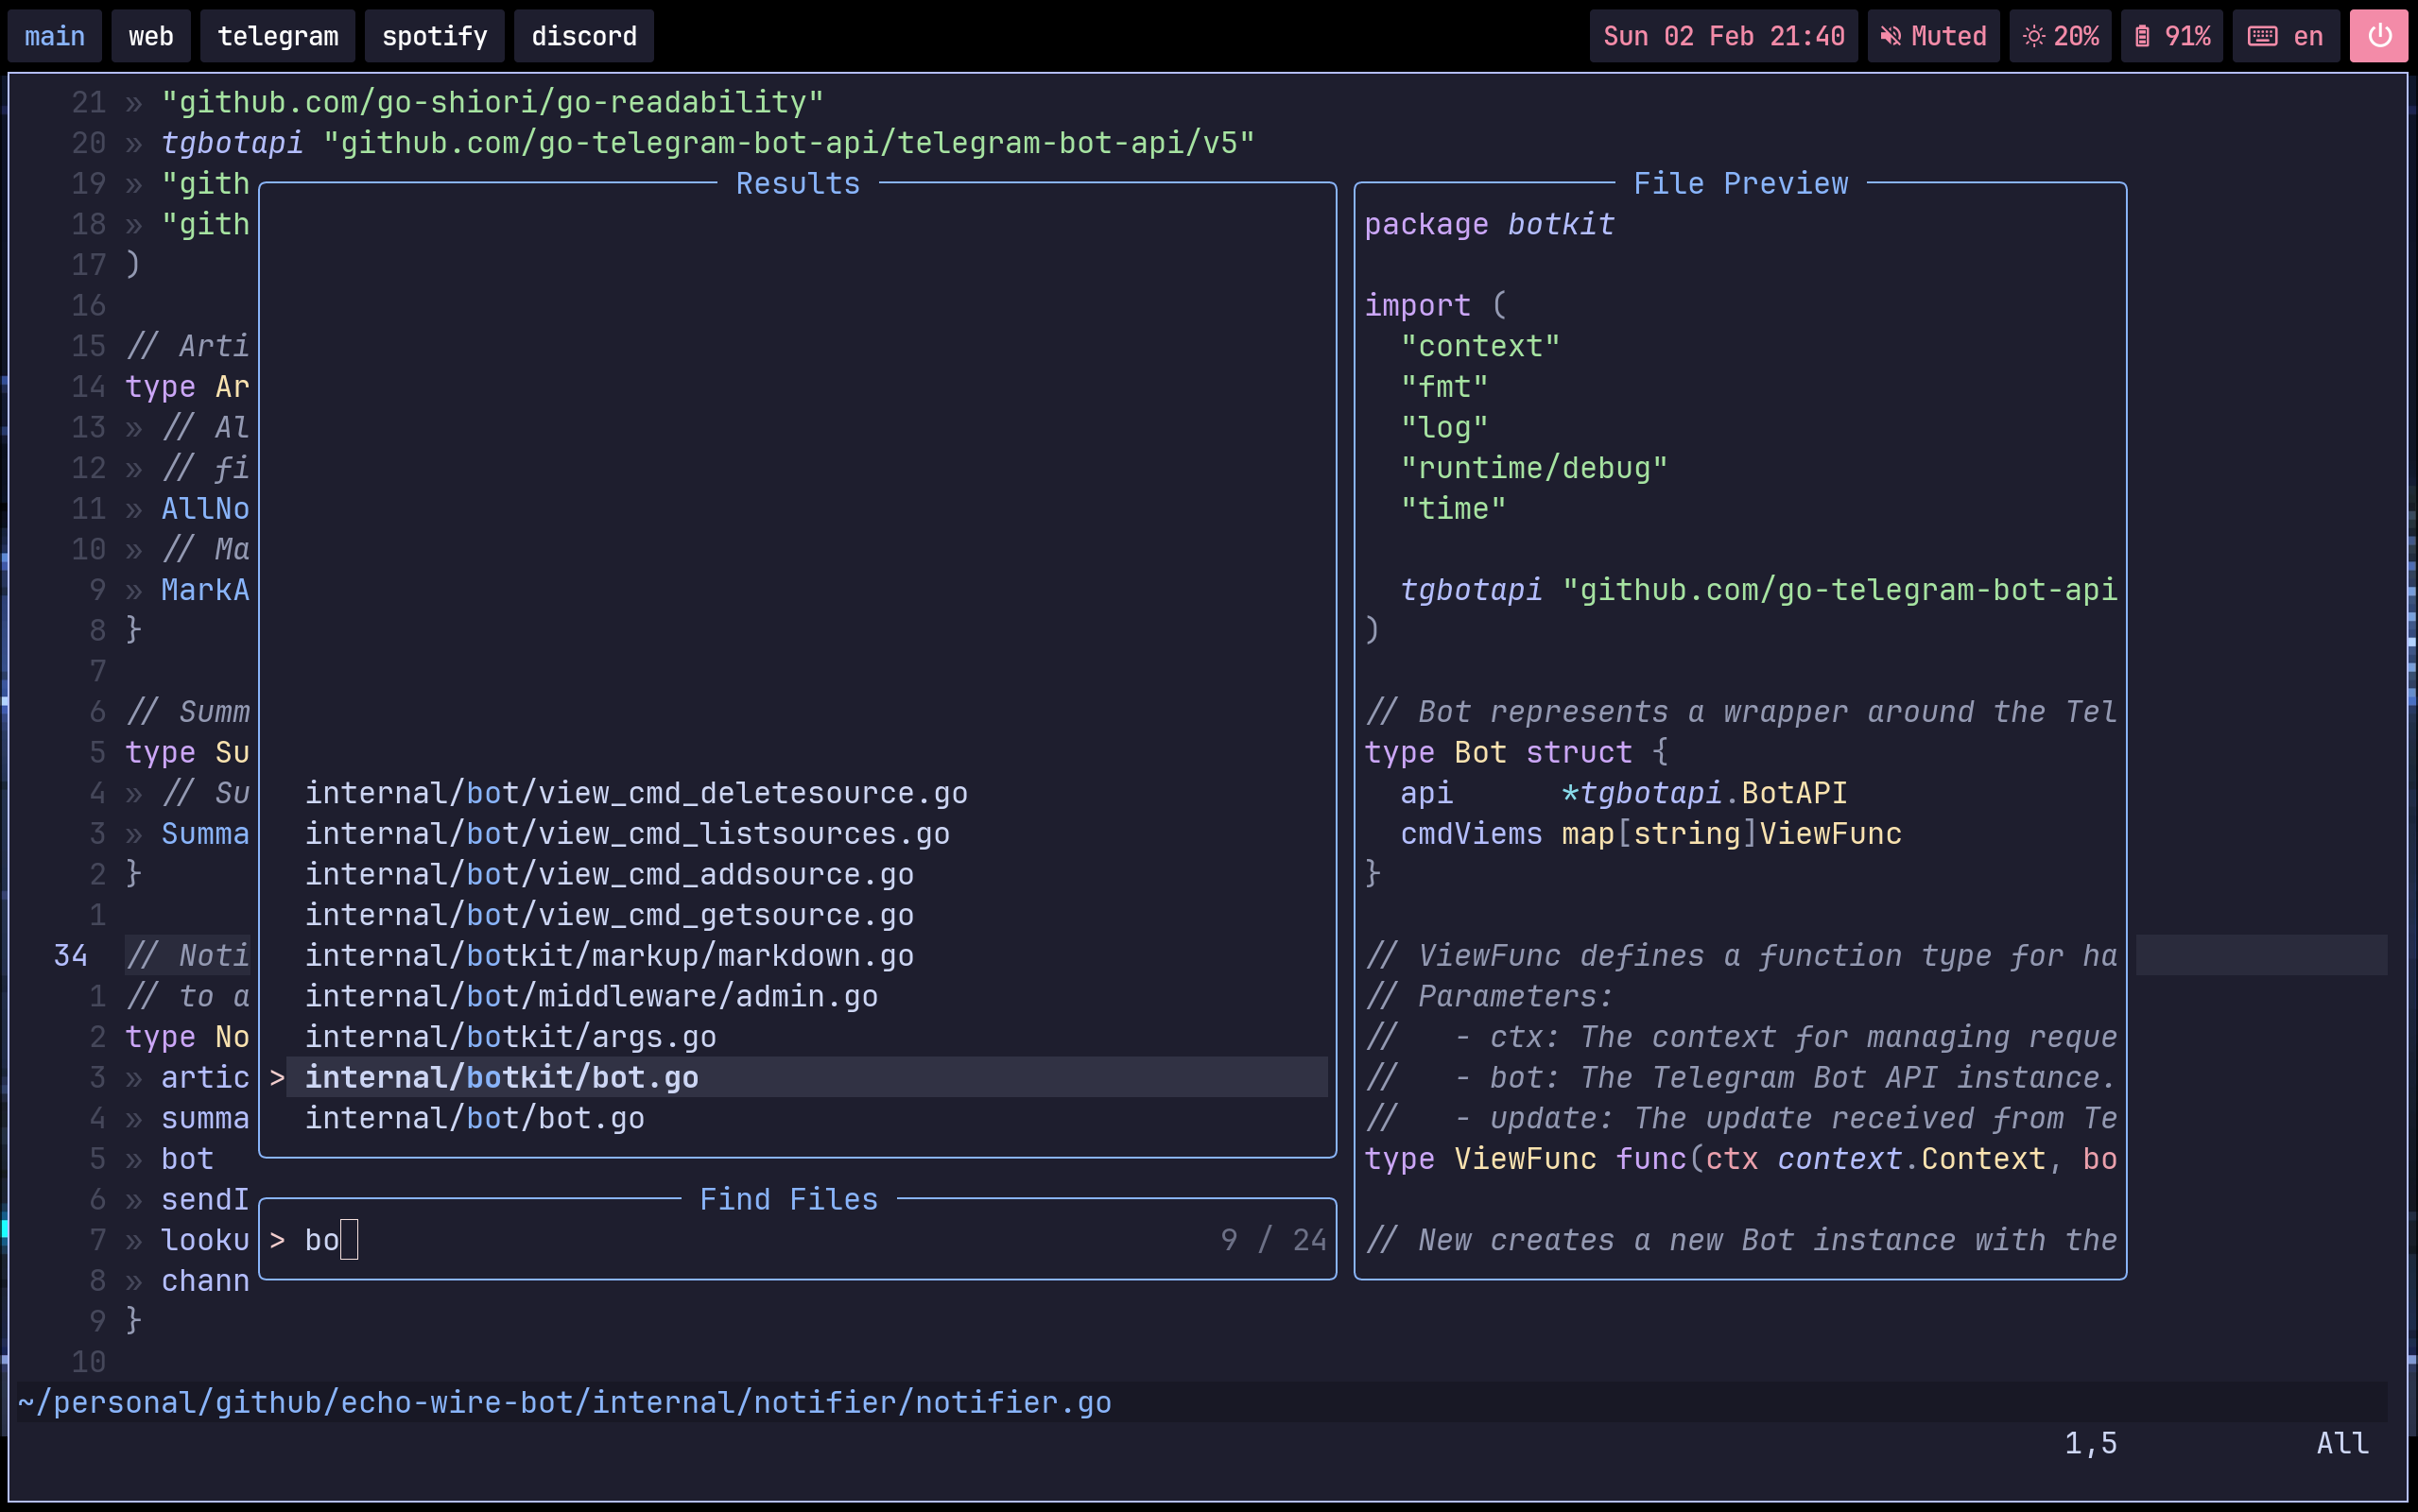 main web telegram spotify discord Sun 02 Feb 21:40 Muted 20% 91% en
21 » "github.com/go-shiori/go-readability"
20 » tgbotapi "github.com/go-telegram-bot-api/telegram-bot-api/v5"
19 » "gith
18 » "gith
17 )
16
15 // Arti
14 type Ar
13 » // Al
12 » // fi
11 » AllNo
10 » // Ma
9 » MarkA
8 }
7
6 // Summ
5 type Su
4 » // Su
3 » Summa
2 }
1
34 // Noti
1 // to a
2 type No
3 » artic
4 » summa
5 » bot
6 » sendI
7 » looku
8 » chann
9 }
10
Results
internal/bot/view_cmd_deletesource.go
internal/bot/view_cmd_listsources.go
internal/bot/view_cmd_addsource.go
internal/bot/view_cmd_getsource.go
internal/botkit/markup/markdown.go
internal/bot/middleware/admin.go
internal/botkit/args.go
> internal/botkit/bot.go
internal/bot/bot.go
Find Files
> bo 9 / 24
File Preview
package botkit
import (
"context"
"fmt"
"log"
"runtime/debug"
"time"
tgbotapi "github.com/go-telegram-bot-api
)
// Bot represents a wrapper around the Tel
type Bot struct {
api *tgbotapi.BotAPI
cmdViems map[string]ViewFunc
}
// ViewFunc defines a function type for ha
// Parameters:
// - ctx: The context for managing reque
// - bot: The Telegram Bot API instance.
// - update: The update received from Te
type ViewFunc func(ctx context.Context, bo
// New creates a new Bot instance with the
~/personal/github/echo-wire-bot/internal/notifier/notifier.go
1,5 All